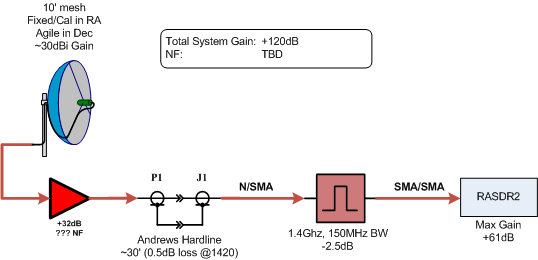 10' mesh
Fixed/Cal in RA
Agile in Dec
~30dBi Gain
Total System Gain: +120dB
NF: TBD
P1
J1
N/SMA
SMA/SMA
RASDR2
+32dB
??? NF
Andrews Hardline
~30' (0.5dB loss @1420)
1.4Ghz, 150MHz BW
-2.5dB
Max Gain
+61dB